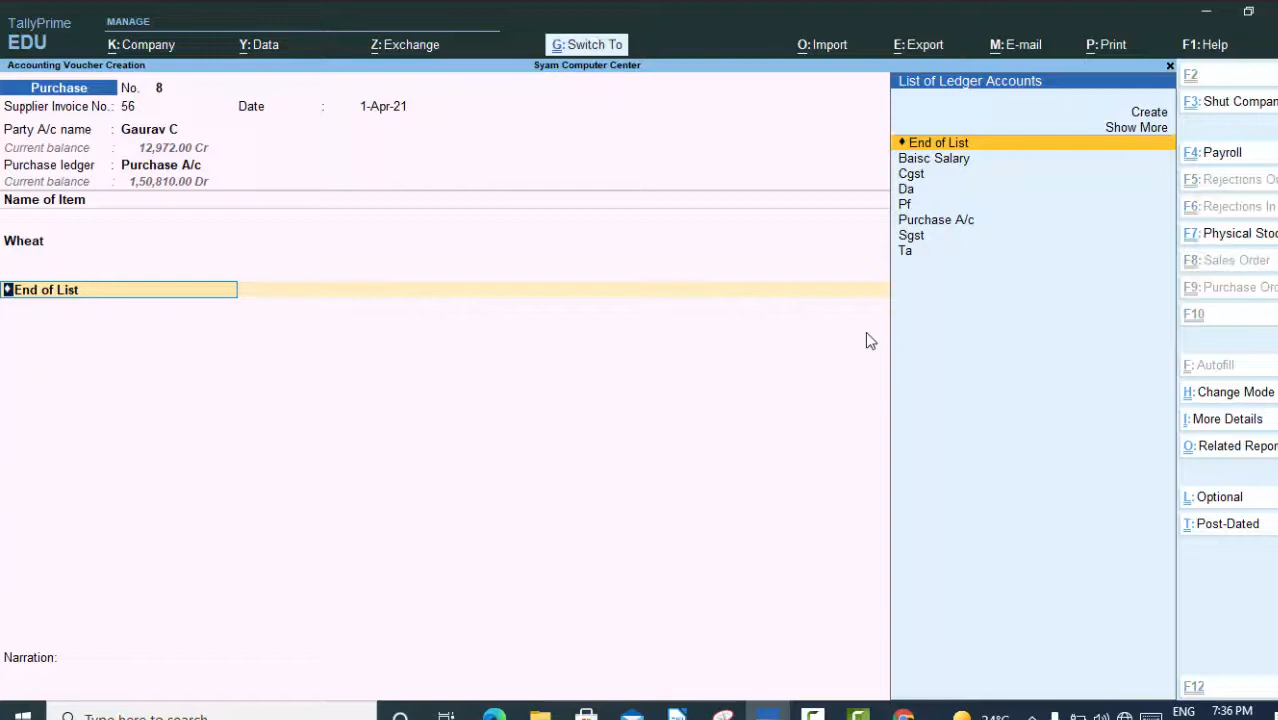 TallyPrime
EDU
MANAGE
K: Company
Y: Data
Z: Exchange
G: Switch To
O: Import
E: Export
M: E-mail
P: Print
F1: Help
Accounting Voucher Creation
Syam Computer Center
Purchase No. 8
Supplier Invoice No.: 56 Date : 1-Apr-21
Party A/c name : Gaurav C
Current balance : 12,972.00 Cr
Purchase ledger : Purchase A/c
Current balance : 1,50,810.00 Dr
Name of Item
Wheat
End of List
Narration:
List of Ledger Accounts
Create
Show More
End of List
Baisc Salary
Cgst
Da
Pf
Purchase A/c
Sgst
Ta
F2
F3: Shut Compan
F4: Payroll
F5: Rejections O
F6: Rejections In
F7: Physical Stoc
F8: Sales Order
F9: Purchase Ord
F10
F: Autofill
H: Change Mode
I: More Details
O: Related Repor
L: Optional
T: Post-Dated
F12
Type here to search
ENG 7:36 PM